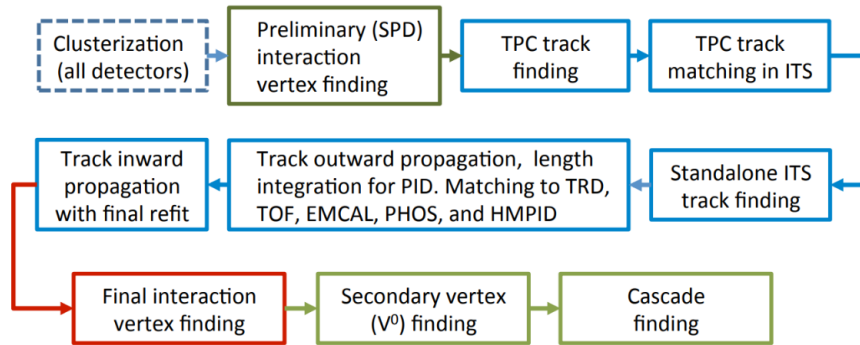 Clusterization
(all detectors)
Preliminary (SPD)
interaction
vertex finding
TPC track
finding
TPC track
matching in ITS
Track inward
propagation
with final refit
Track outward propagation, length
integration for PID. Matching to TRD,
TOF, EMCAL, PHOS, and HMPID
Standalone ITS
track finding
Final interaction
vertex finding
Secondary vertex
(V⁰) finding
Cascade
finding